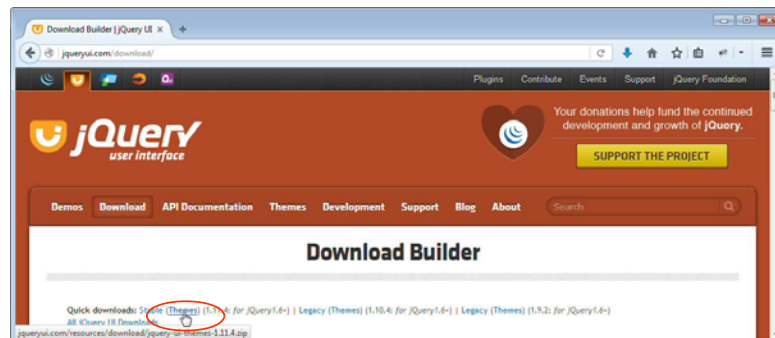 Download Builder | jQuery UI
jqueryui.com/download/
Plugins Contribute Events Support jQuery Foundation
jQuery
user interface
Your donations help fund the continued
development and growth of jQuery.
SUPPORT THE PROJECT
Demos Download API Documentation Themes Development Support Blog About Search
Download Builder
Quick downloads: Stable (Themes) (1.11.4: for jQuery1.6+) | Legacy (Themes) (1.10.4: for jQuery1.6+) | Legacy (Themes) (1.9.2: for jQuery1.6+)
All jQuery UI Downloads
jqueryui.com/resources/download/jquery-ui-themes-1.11.4.zip